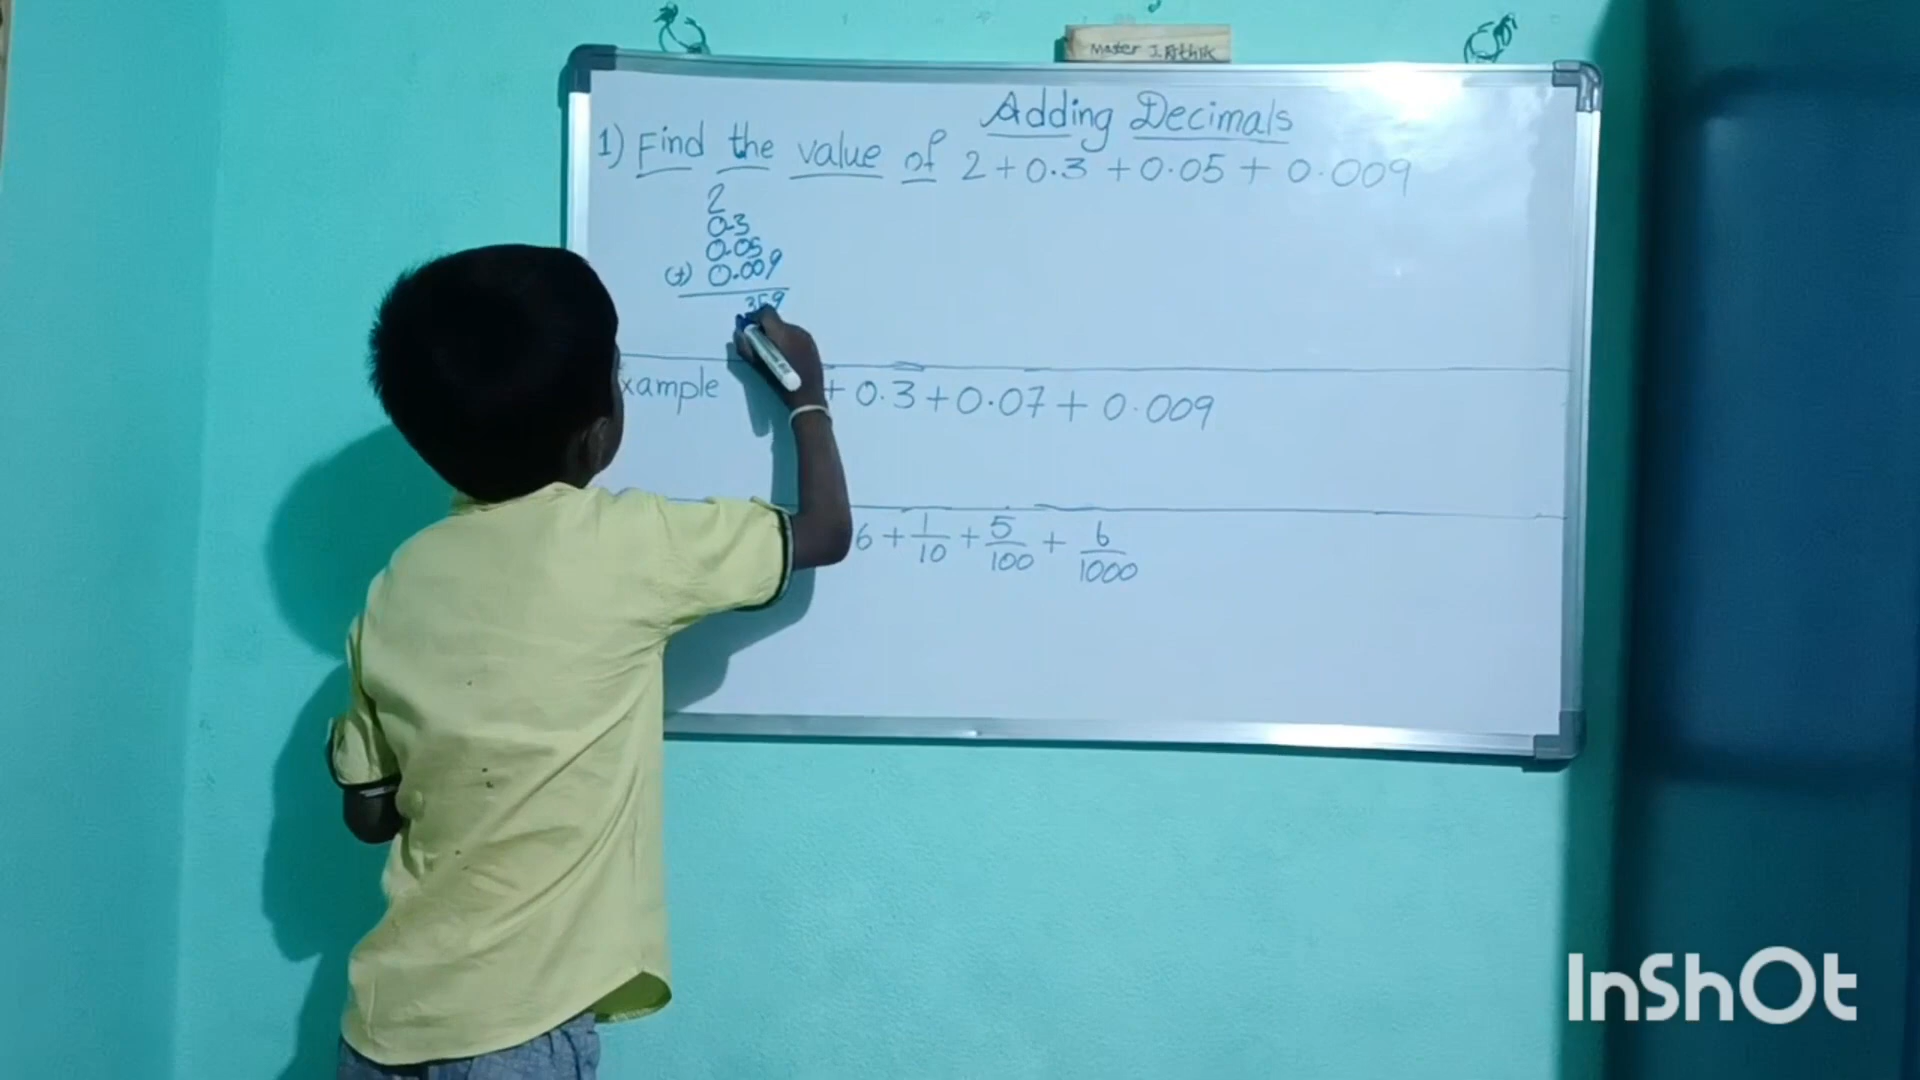 Master J. Rithik
Adding Decimals
1) Find the value of 2 + 0.3 + 0.05 + 0.009
2
0.3
0.05
(+) 0.009
359
xample + 0.3 + 0.07 + 0.009
6 + 1/10 + 5/100 + 6/1000
InShOt